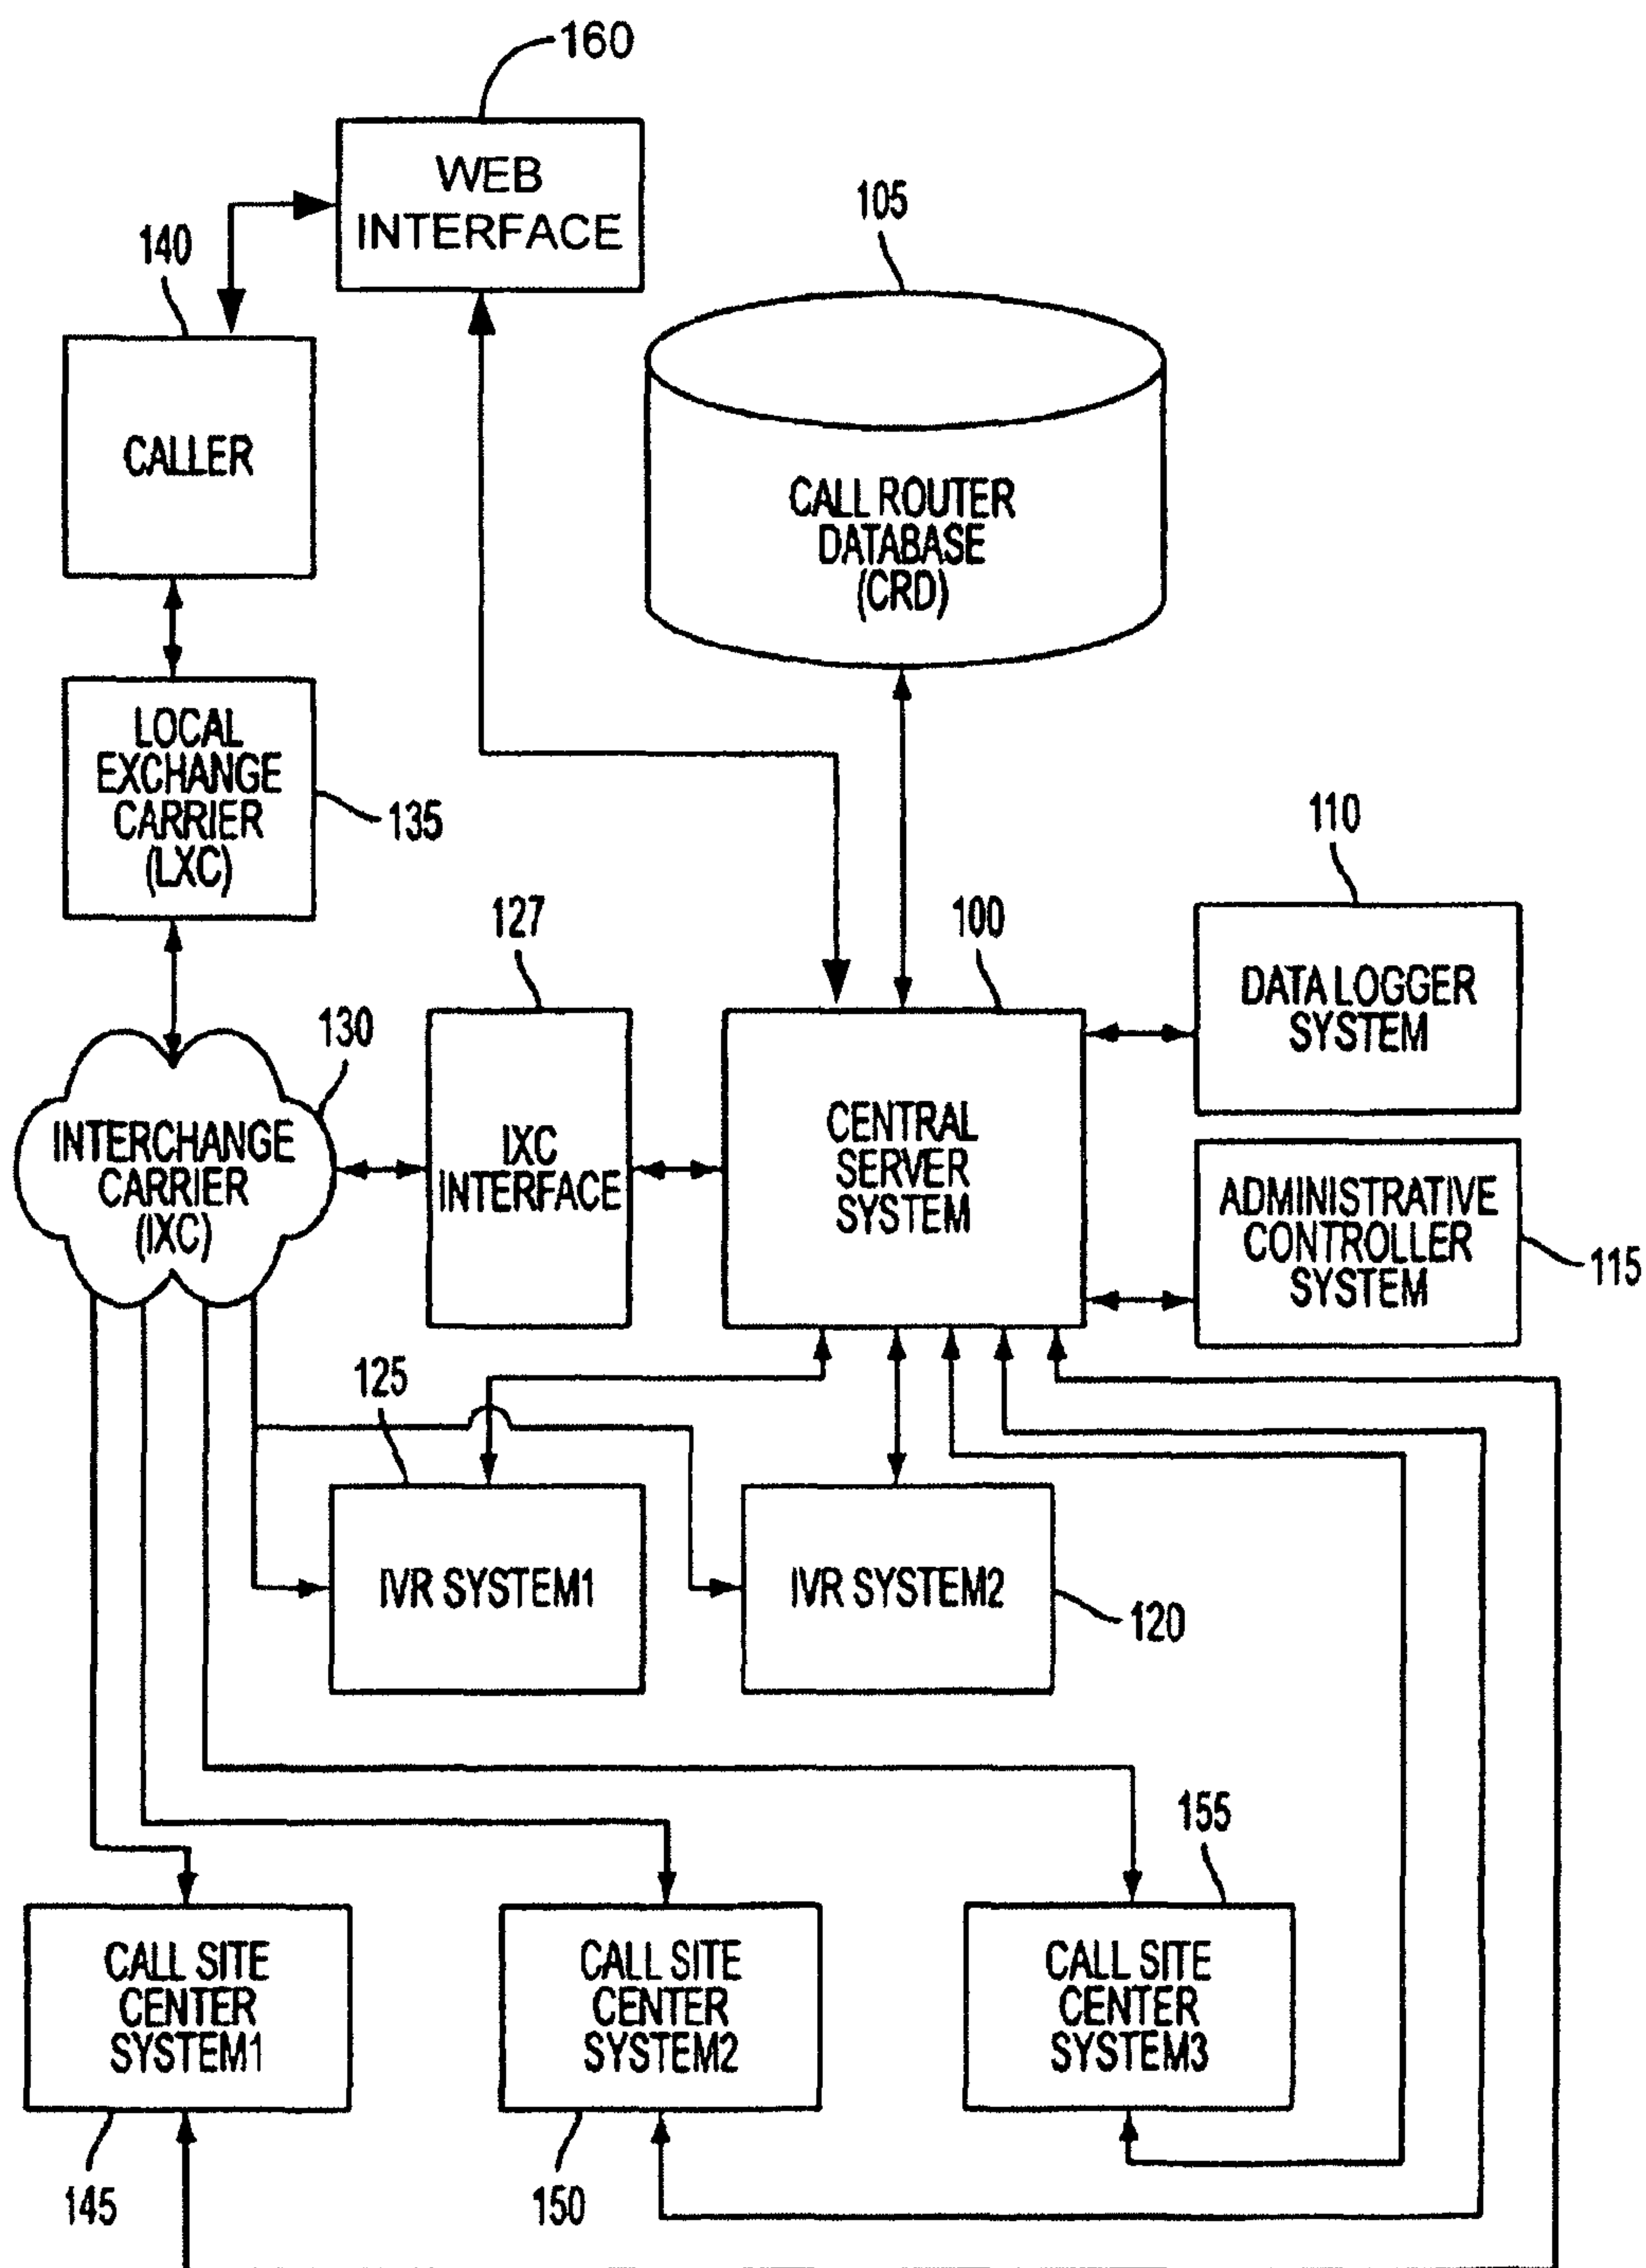 160
WEB
INTERFACE
105
140
CALLER
CALL ROUTER
DATABASE
(CRD)
LOCAL
EXCHANGE
CARRIER
(LXC)
135
110
127
100
DATA LOGGER
SYSTEM
130
INTERCHANGE
CARRIER
(IXC)
IXC
INTERFACE
CENTRAL
SERVER
SYSTEM
ADMINISTRATIVE
CONTROLLER
SYSTEM
115
125
IVR SYSTEM1
IVR SYSTEM2
120
155
CALL SITE
CENTER
SYSTEM1
CALL SITE
CENTER
SYSTEM2
CALL SITE
CENTER
SYSTEM3
145
150